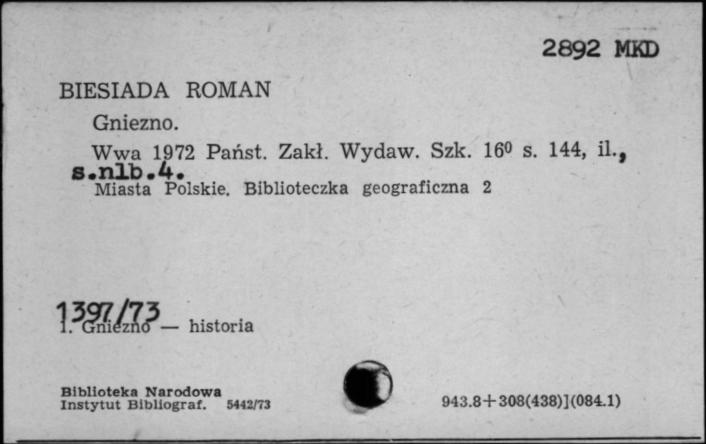 2892 MKD
BIESIADA ROMAN
Gniezno.
Wwa 1972 Państ. Zakł. Wydaw. Szk. 16⁰ s. 144, il.,
s.nlb.4.
Miasta Polskie. Biblioteczka geograficzna 2
1397/73
1. Gniezno — historia
Biblioteka Narodowa
Instytut Bibliograf. 5442/73
943.8+308(438)](084.1)